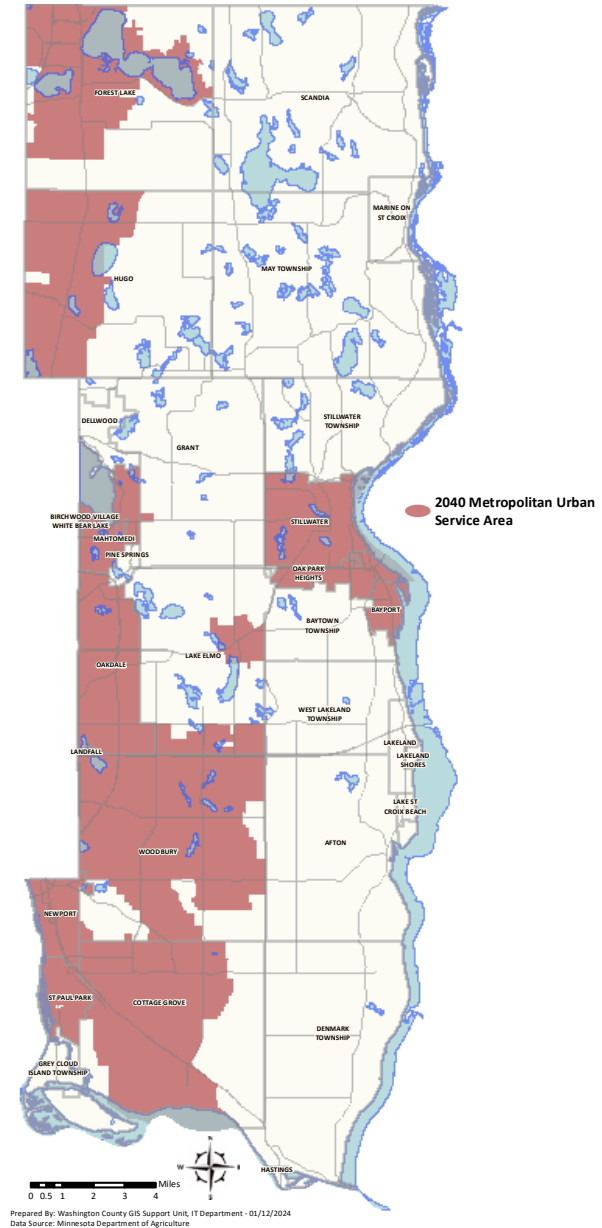 FOREST LAKE
SCANDIA
MARINE ON
ST CROIX
MAY TOWNSHIP
HUGO
DELLWOOD
STILLWATER
TOWNSHIP
GRANT
2040 Metropolitan Urban
Service Area
BIRCHWOOD VILLAGE
WHITE BEAR LAKE
STILLWATER
MAHTOMEDI
PINE SPRINGS
OAK PARK
HEIGHTS
BAYPORT
BAYTOWN
TOWNSHIP
LAKE ELMO
OAKDALE
WEST LAKELAND
TOWNSHIP
LAKELAND
LANDFALL
LAKELAND
SHORES
LAKE ST
CROIX BEACH
AFTON
WOODBURY
NEWPORT
ST PAUL PARK
COTTAGE GROVE
DENMARK
TOWNSHIP
GREY CLOUD
ISLAND TOWNSHIP
N
W E
S
HASTINGS
Miles
0 0.5 1 2 3 4
Prepared By: Washington County GIS Support Unit, IT Department - 01/12/2024
Data Source: Minnesota Department of Agriculture